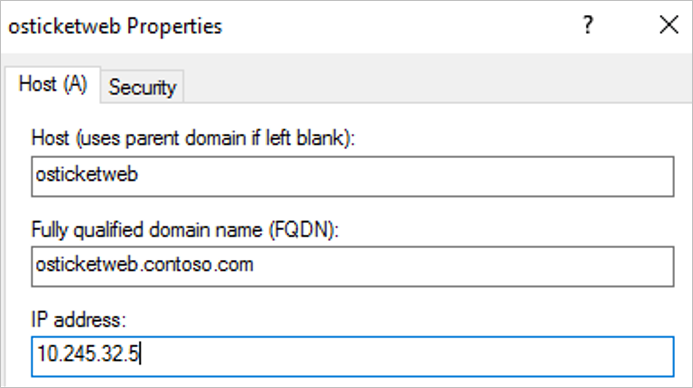 osticketweb Properties
?
Host (A)
Security
Host (uses parent domain if left blank):
osticketweb
Fully qualified domain name (FQDN):
osticketweb.contoso.com
IP address:
10.245.32.5